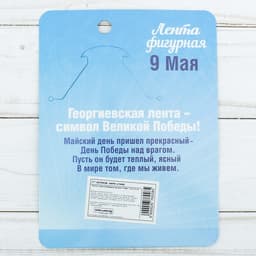 Лента
фигурная
9 Мая
Георгиевская лента –
символ Великой Победы!
Майский день пришел прекрасный -
День Победы над врагом.
Пусть он будет теплый, ясный
В мире том, где мы живем.